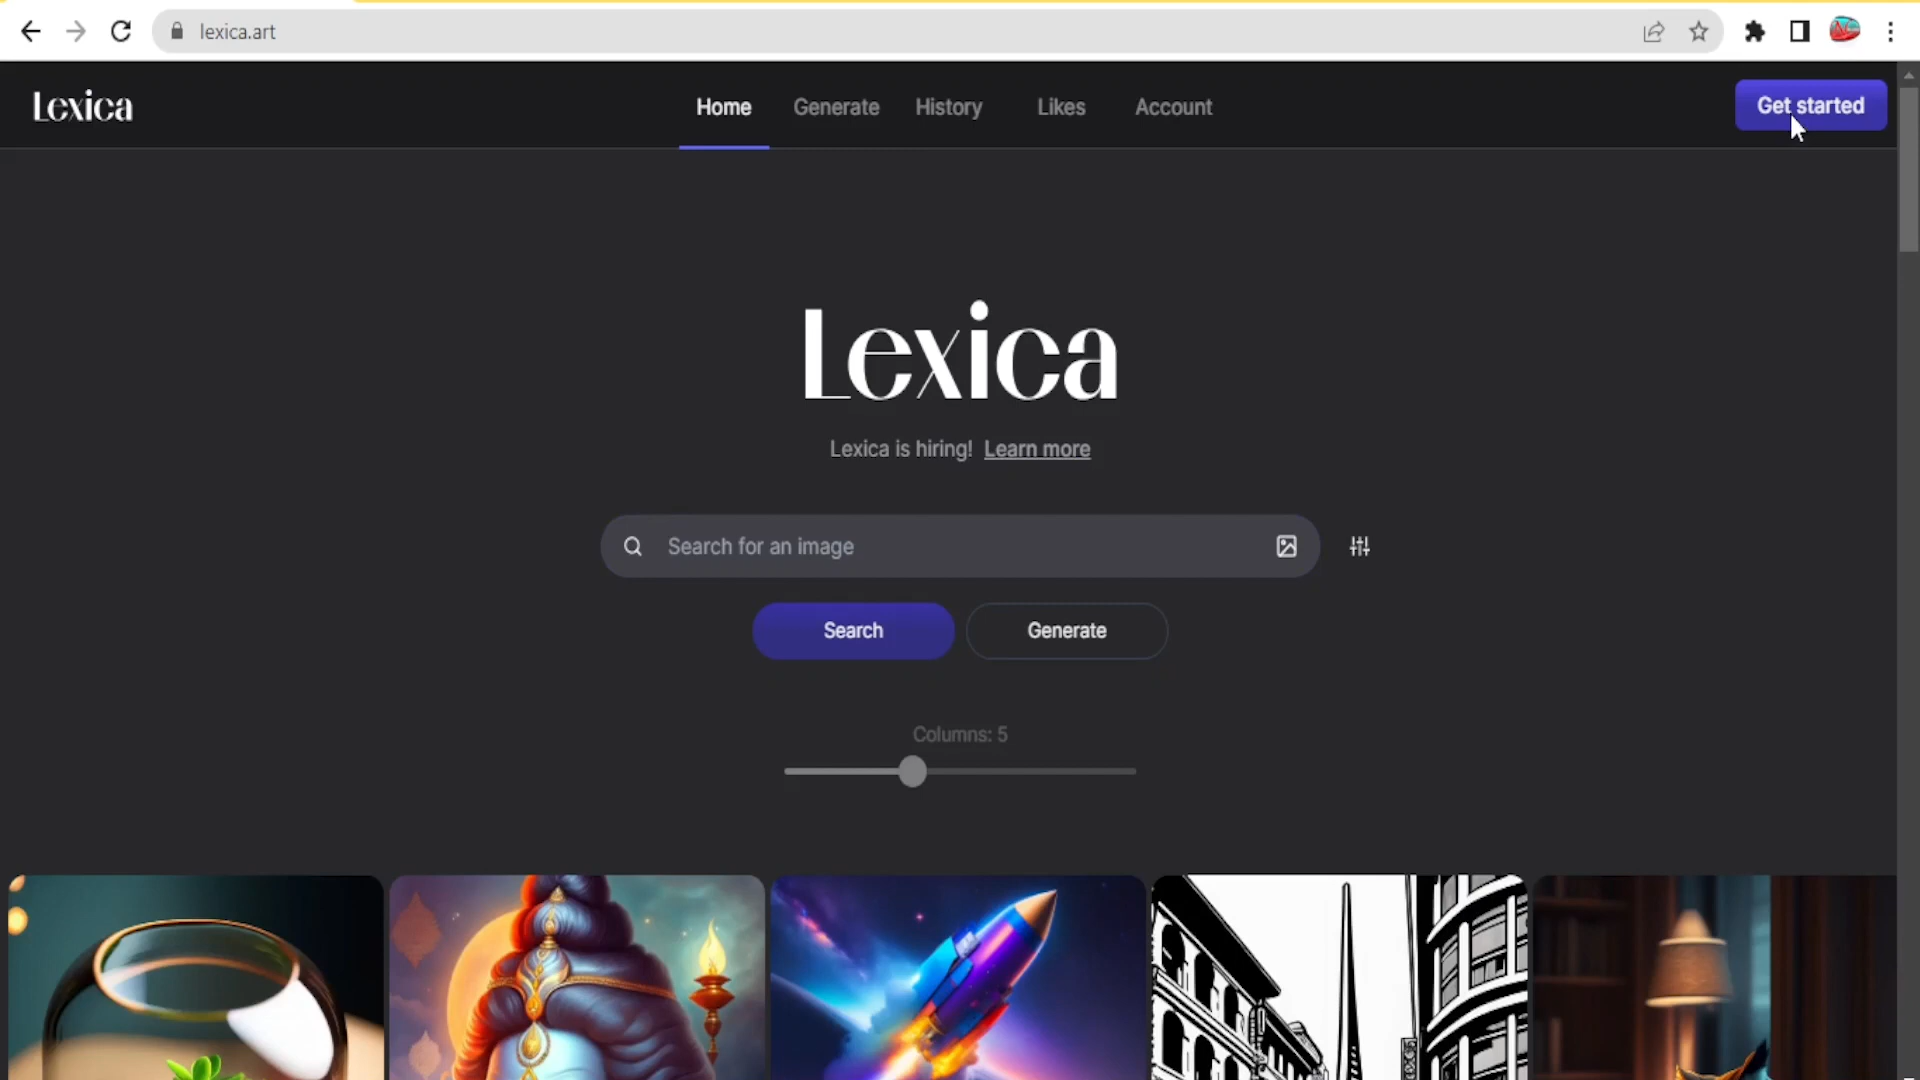 lexica.art
Lexica
Home Generate History Likes Account
Get started
Lexica
Lexica is hiring! Learn more
Search for an image
Search Generate
Columns: 5